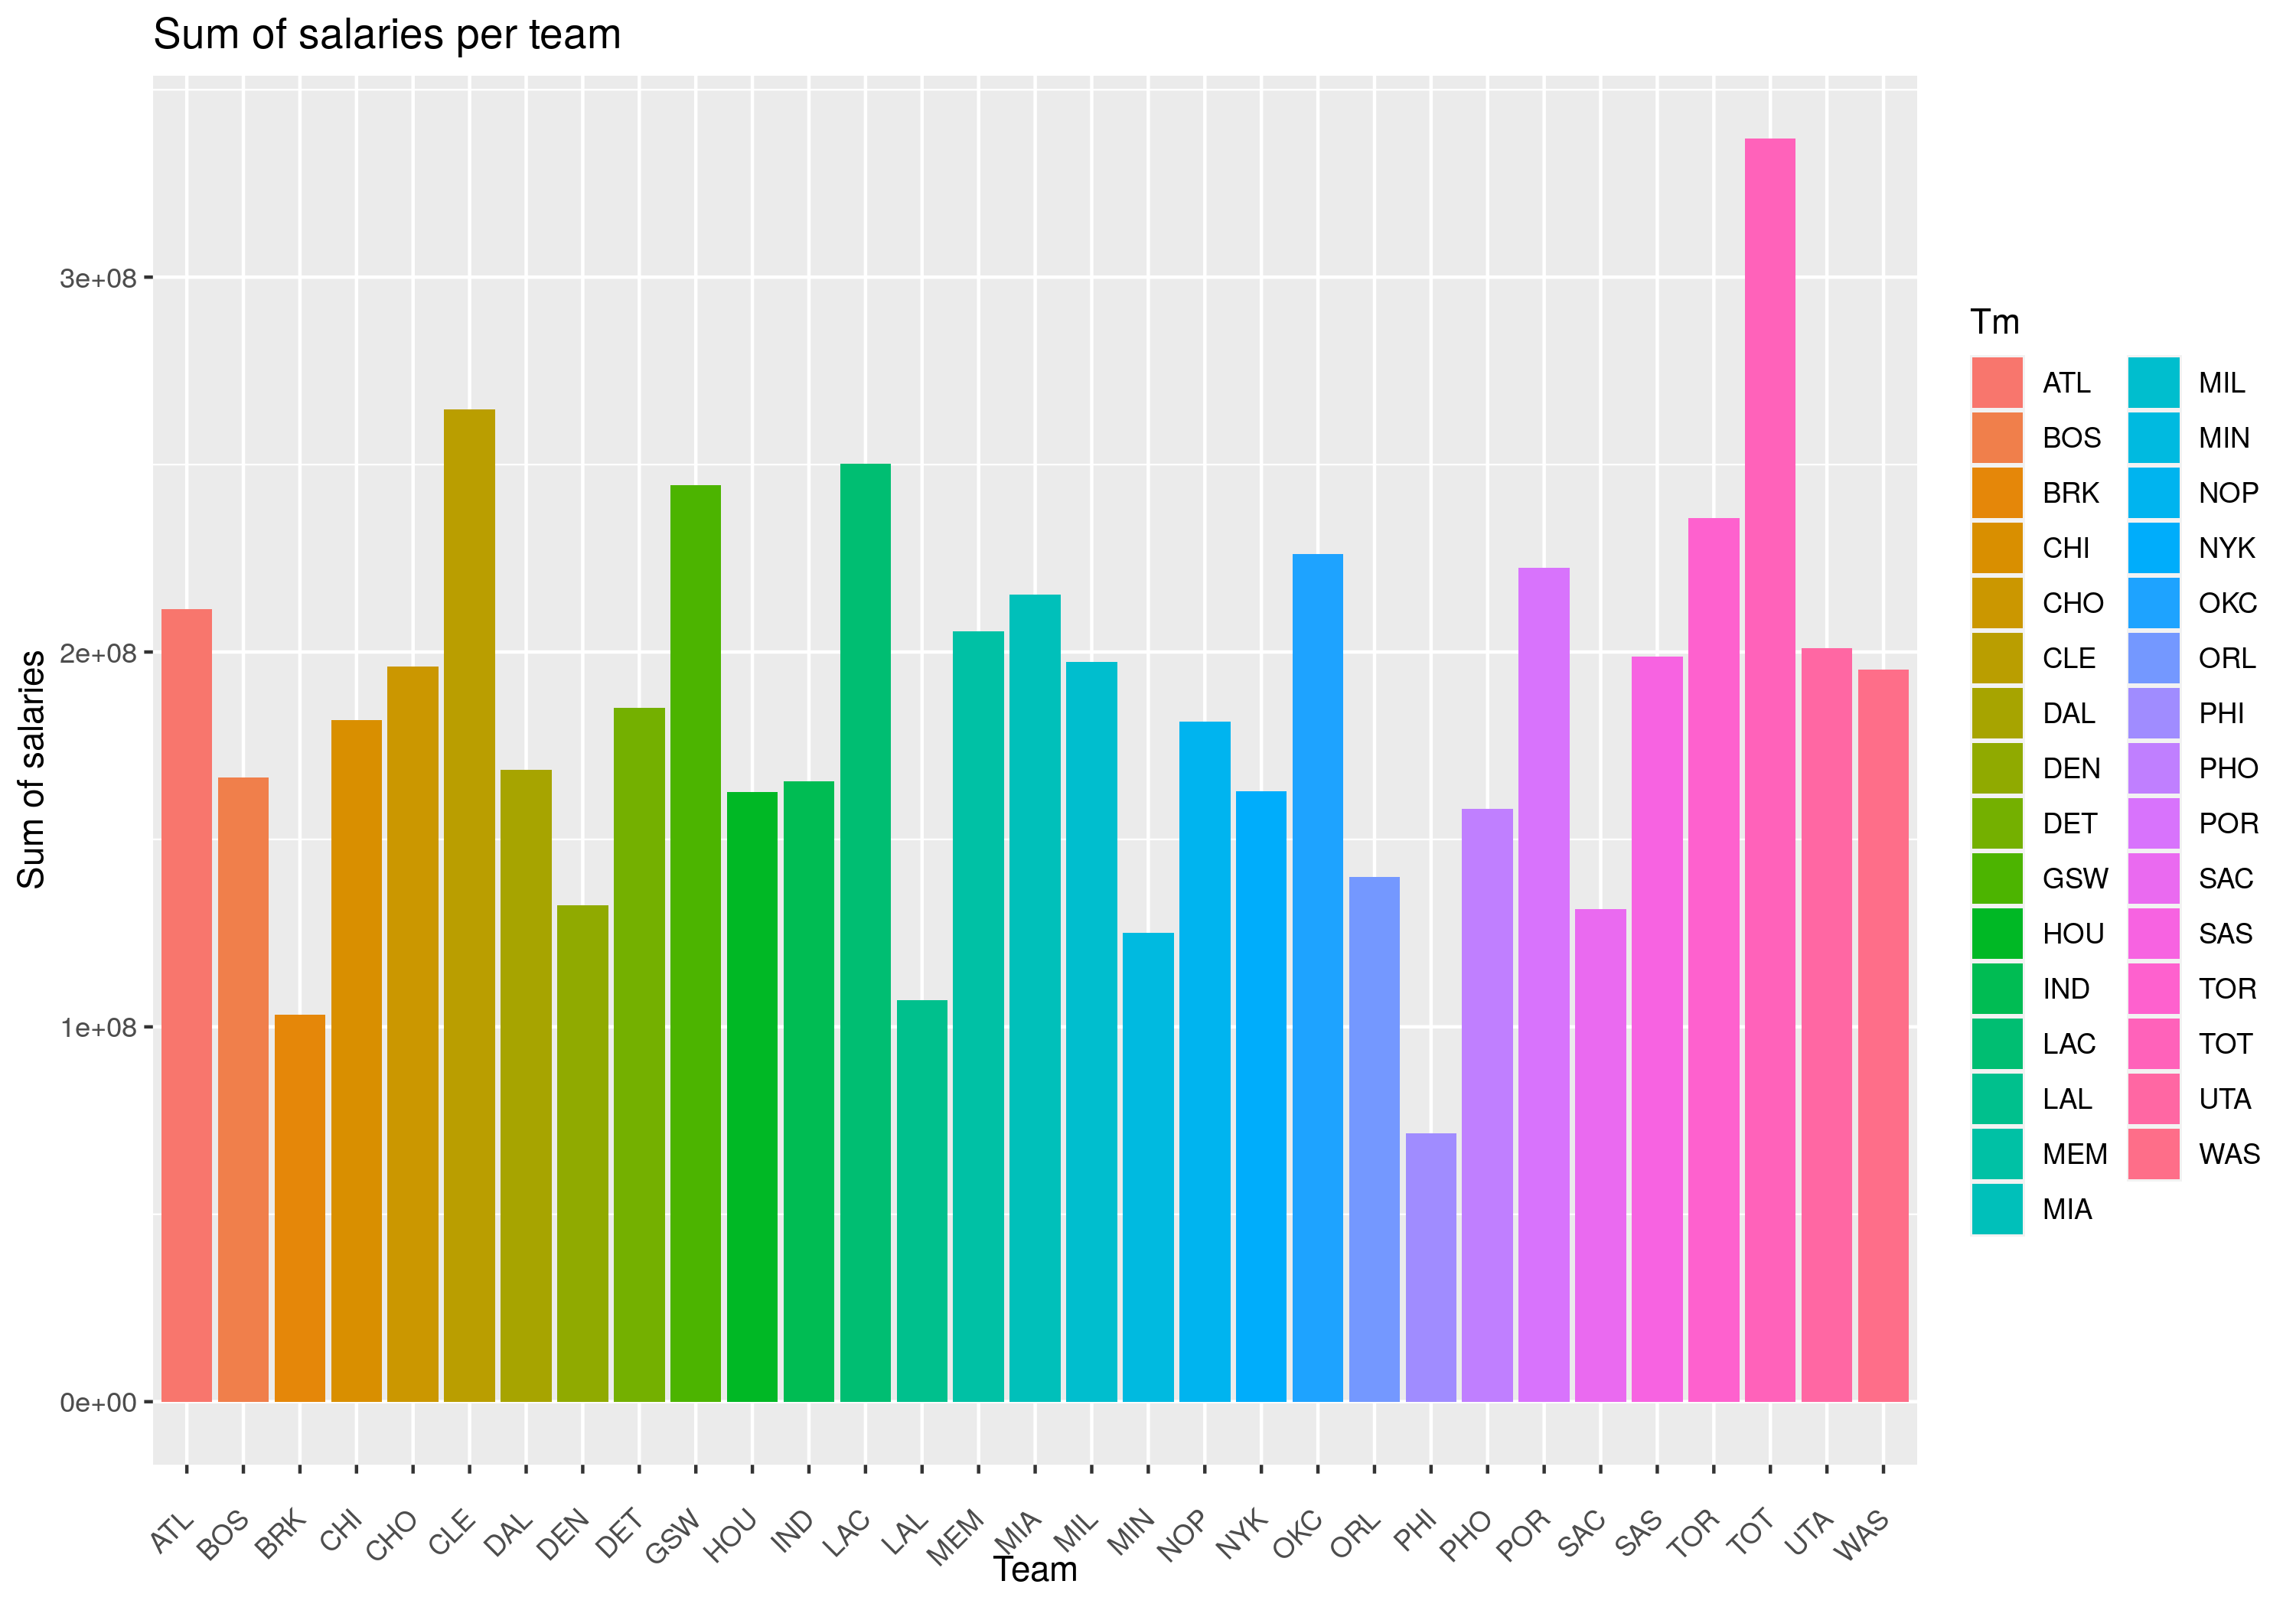 Sum of salaries per team
Sum of salaries
3e+08
2e+08
1e+08
0e+00
ATL
BOS
BRK
CHI
CHO
CLE
DAL
DEN
DET
GSW
HOU
IND
LAC
LAL
MEM
MIA
MIL
MIN
NOP
NYK
OKC
ORL
PHI
PHO
POR
SAC
SAS
TOR
TOT
UTA
WAS
Team
Tm
ATL
BOS
BRK
CHI
CHO
CLE
DAL
DEN
DET
GSW
HOU
IND
LAC
LAL
MEM
MIA
MIL
MIN
NOP
NYK
OKC
ORL
PHI
PHO
POR
SAC
SAS
TOR
TOT
UTA
WAS